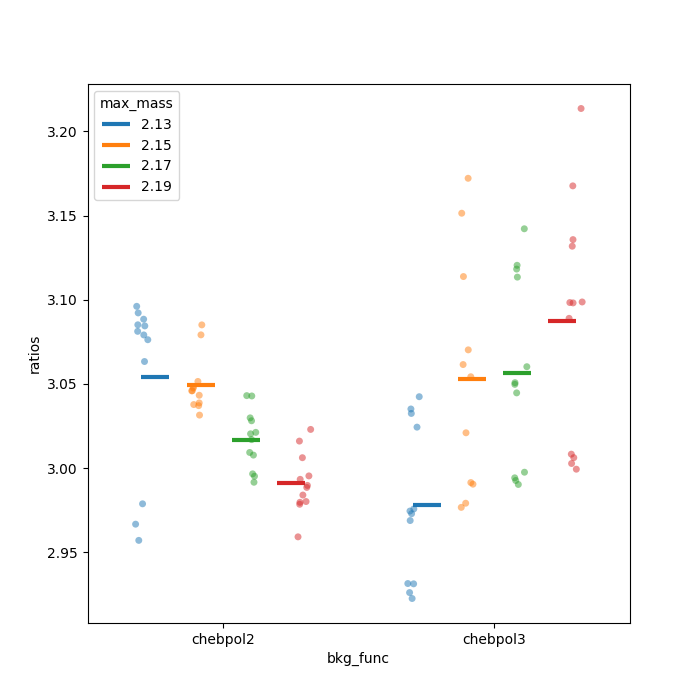 max_mass
2.13
2.15
2.17
2.19
3.20
3.15
3.10
3.05
3.00
2.95
ratios
chebpol2
chebpol3
bkg_func